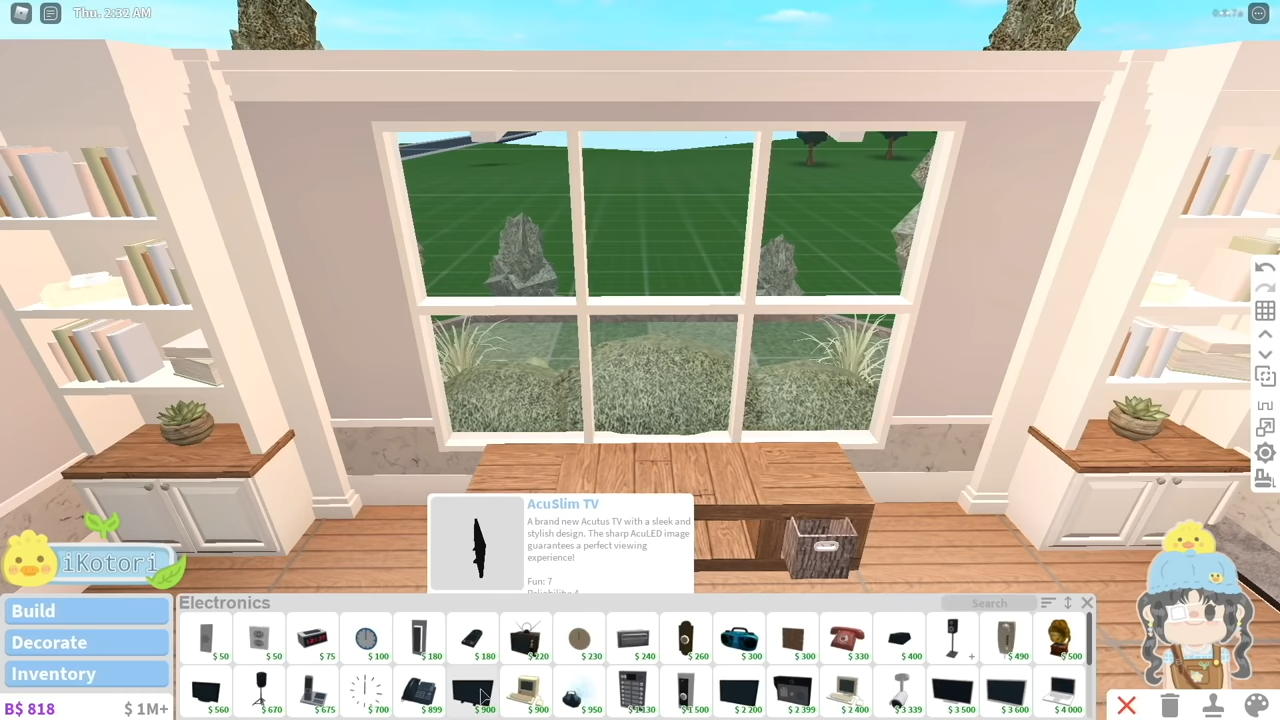 Thu. 2:32 AM
AcuSlim TV
A brand new Acutus TV with a sleek and
stylish design. The sharp AcuLED image
guarantees a perfect viewing
experience!
Fun: 7
iKotori
Build
Decorate
Inventory
B$ 818
$ 1M+
Electronics
Search
$ 50
$ 50
$ 75
$ 100
$ 180
$ 180
$ 220
$ 230
$ 240
$ 260
$ 300
$ 300
$ 330
$ 400
+
$ 490
$ 500
$ 560
$ 670
$ 675
$ 700
$ 899
$ 900
$ 900
$ 950
$ 1 130
$ 1 500
$ 2 200
$ 2 399
$ 2 400
$ 3 339
$ 3 500
$ 3 600
$ 4 000